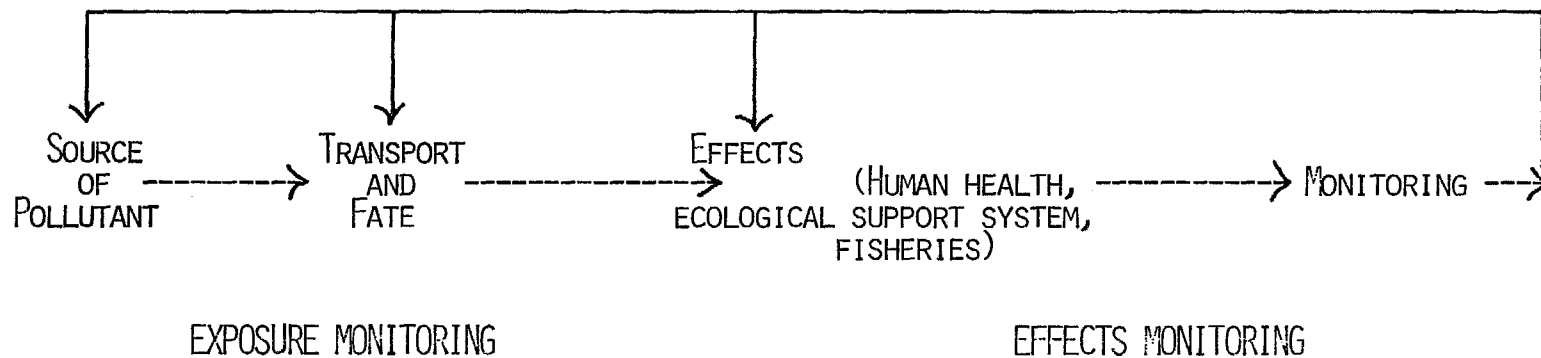 SOURCE
OF
POLLUTANT
TRANSPORT
AND
FATE
EFFECTS
(HUMAN HEALTH,
ECOLOGICAL SUPPORT SYSTEM,
FISHERIES)
MONITORING
EXPOSURE MONITORING
EFFECTS MONITORING